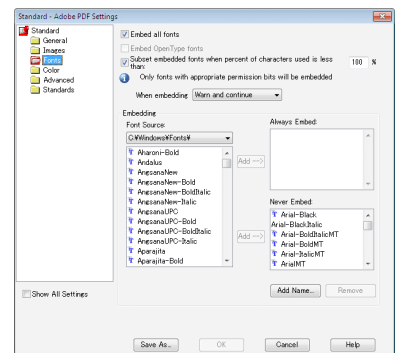 Standard - Adobe PDF Settings
Standard
General
Images
Fonts
Color
Advanced
Standards
Show All Settings
Embed all fonts
Embed OpenType fonts
Subset embedded fonts when percent of characters used is less than:
100 %
Only fonts with appropriate permission bits will be embedded
When embedding Warn and continue
Embedding
Font Source:
C:¥Windows¥Fonts¥
Aharoni-Bold
Andalus
AngsanaNew
AngsanaNew-Bold
AngsanaNew-BoldItalic
AngsanaNew-Italic
AngsanaUPC
AngsanaUPC-Bold
AngsanaUPC-BoldItalic
AngsanaUPC-Italic
Aparajita
Aparajita-Bold
Add -->
Add -->
Always Embed:
Never Embed:
Arial-Black
Arial-BlackItalic
Arial-BoldItalicMT
Arial-BoldMT
Arial-ItalicMT
ArialMT
Add Name...
Remove
Save As...
OK
Cancel
Help